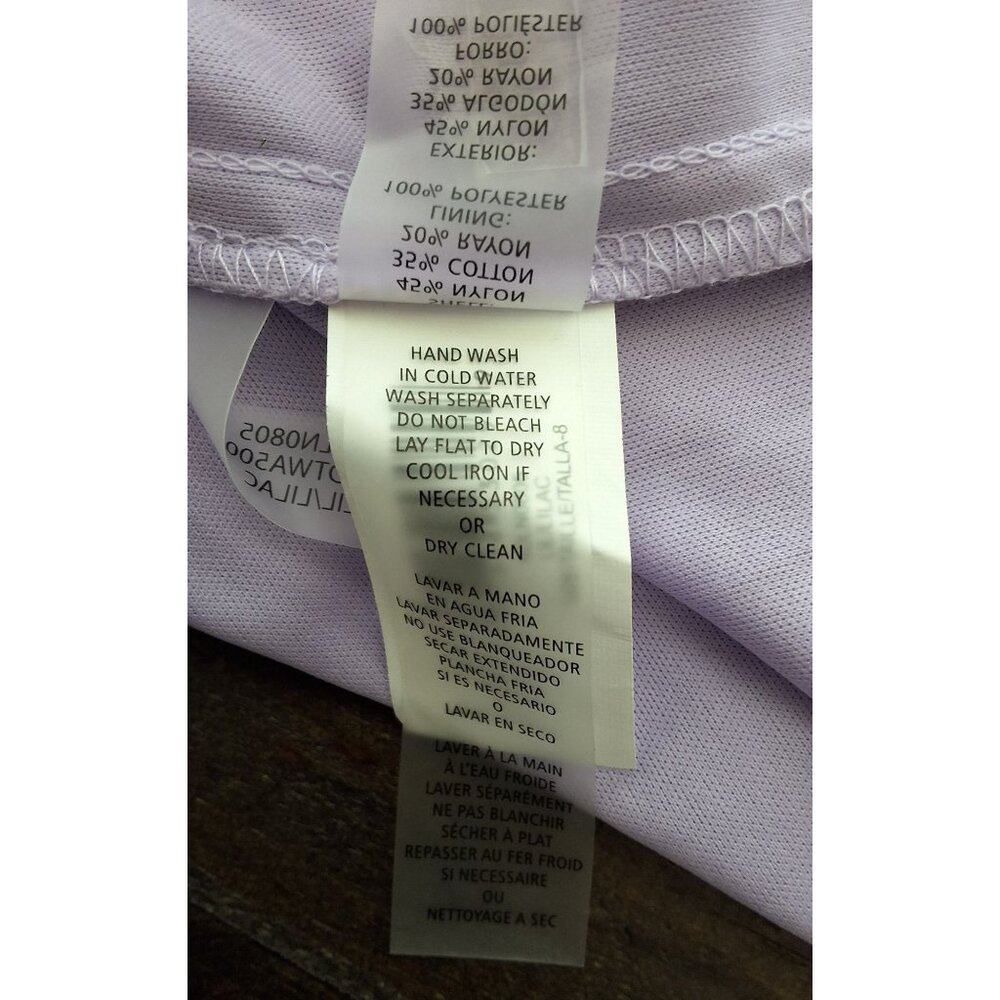 100% POLIÉSTER
FORRO:
20% RAYON
35% ALGODÓN
45% NYLON
EXTERIOR:
100% POLYESTER
LINING:
20% RAYON
35% COTTON
45% NYLON
SHELL:
HAND WASH
IN COLD WATER
WASH SEPARATELY
DO NOT BLEACH
LAY FLAT TO DRY
COOL IRON IF
NECESSARY
OR
DRY CLEAN
LAVAR A MANO
EN AGUA FRIA
LAVAR SEPARADAMENTE
NO USE BLANQUEADOR
SECAR EXTENDIDO
PLANCHA FRIA
SI ES NECESARIO
O
LAVAR EN SECO
LAVER À LA MAIN
À L'EAU FROIDE
LAVER SÉPARÉMENT
NE PAS BLANCHIR
SÉCHER À PLAT
REPASSER AU FER FROID
SI NECESSAIRE
OU
NETTOYAGE A SEC
LILAC
TALLA-8